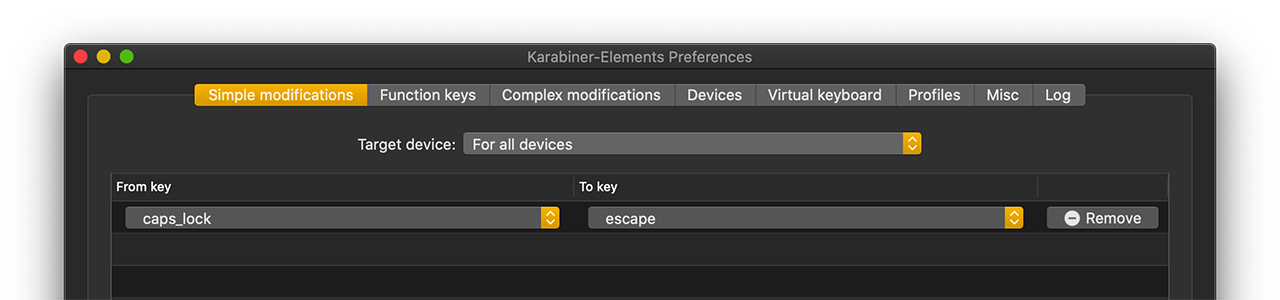 Karabiner-Elements Preferences
Simple modifications Function keys Complex modifications Devices Virtual keyboard Profiles Misc Log
Target device: For all devices
From key To key
caps_lock escape Remove